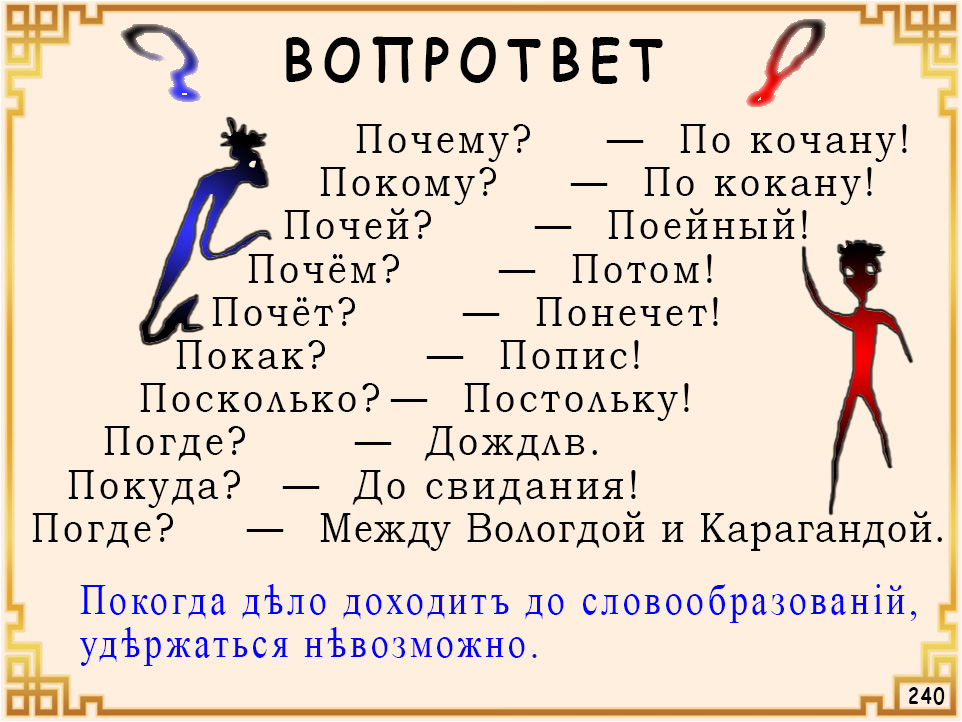 ВОПРОТВЕТ
Почему? — По кочану!
Покому? — По кокану!
Почей? — Поейный!
Почём? — Потом!
Почёт? — Понечет!
Покак? — Попис!
Посколько? — Постольку!
Погде? — Дождлв.
Покуда? — До свидания!
Погде? — Между Вологдой и Карагандой.
Покогда дѣло доходитъ до словообразованій,
удѣржаться нѣвозможно.
240